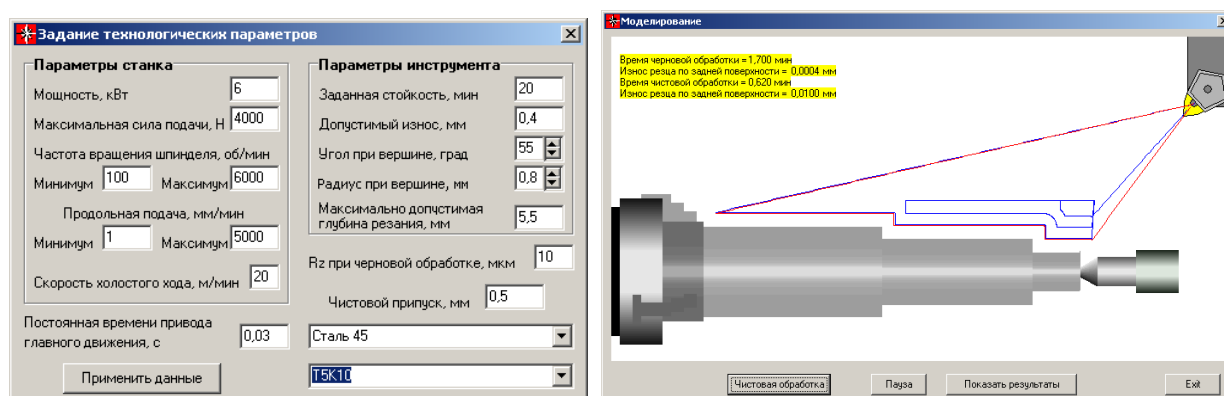 Задание технологических параметров
Параметры станка
Мощность, кВт 6
Максимальная сила подачи, Н 4000
Частота вращения шпинделя, об/мин
Минимум 100 Максимум 6000
Продольная подача, мм/мин
Минимум 1 Максимум 5000
Скорость холостого хода, м/мин 20
Постоянная времени привода
главного движения, с 0,03
Применить данные
Параметры инструмента
Заданная стойкость, мин 20
Допустимый износ, мм 0,4
Угол при вершине, град 55
Радиус при вершине, мм 0,8
Максимально допустимая
глубина резания, мм 5,5
Rz при черновой обработке, мкм 10
Чистовой припуск, мм 0,5
Сталь 45
Т5К10
Моделирование
Время черновой обработки = 1,700 мин
Износ резца по задней поверхности = 0,0004 мм
Время чистовой обработки = 0,620 мин
Износ резца по задней поверхности = 0,0100 мм
Чистовая обработка
Пауза
Показать результаты
Exit